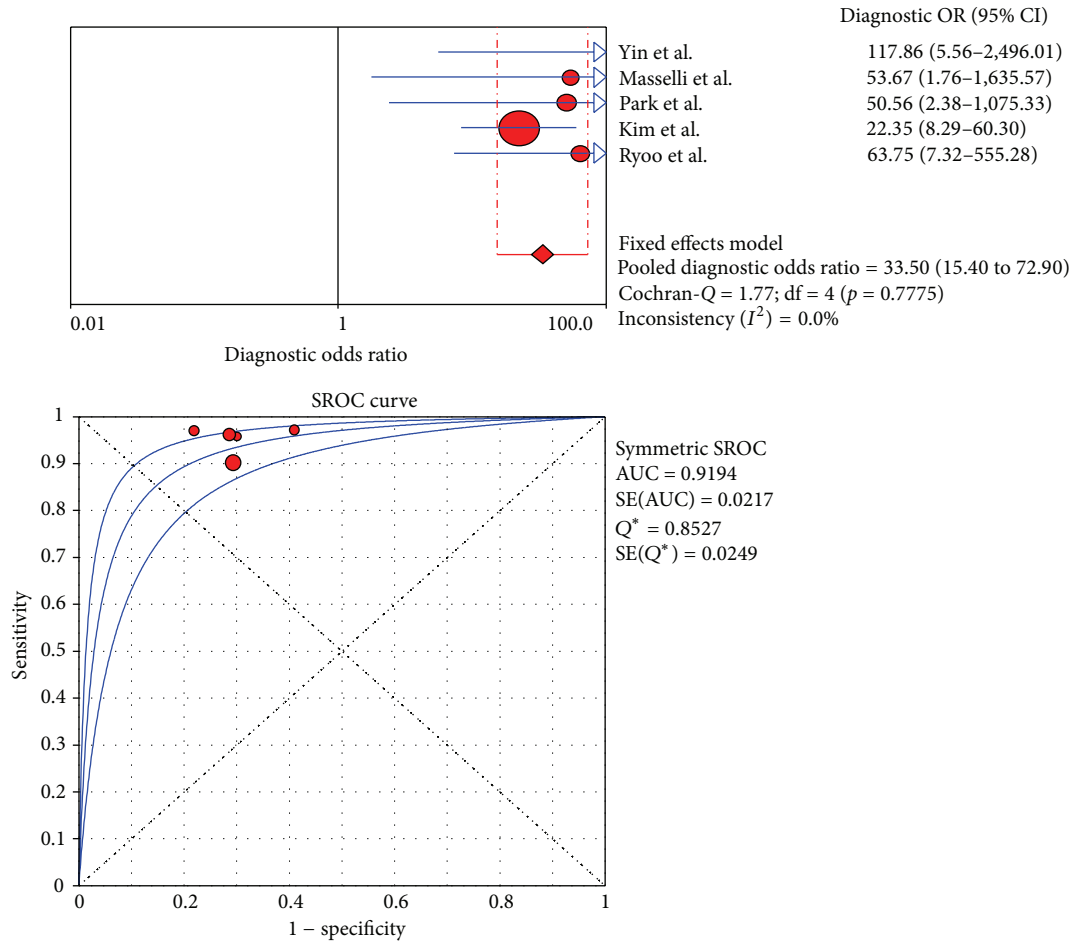 Diagnostic OR (95% CI)
Yin et al. 117.86 (5.56–2,496.01)
Masselli et al. 53.67 (1.76–1,635.57)
Park et al. 50.56 (2.38–1,075.33)
Kim et al. 22.35 (8.29–60.30)
Ryoo et al. 63.75 (7.32–555.28)
Fixed effects model
Pooled diagnostic odds ratio = 33.50 (15.40 to 72.90)
Cochran-Q = 1.77; df = 4 (p = 0.7775)
Inconsistency (I²) = 0.0%
0.01 1 100.0
Diagnostic odds ratio
SROC curve
Symmetric SROC
AUC = 0.9194
SE(AUC) = 0.0217
Q* = 0.8527
SE(Q*) = 0.0249
Sensitivity
1
0.9
0.8
0.7
0.6
0.5
0.4
0.3
0.2
0.1
0
0 0.2 0.4 0.6 0.8 1
1 − specificity